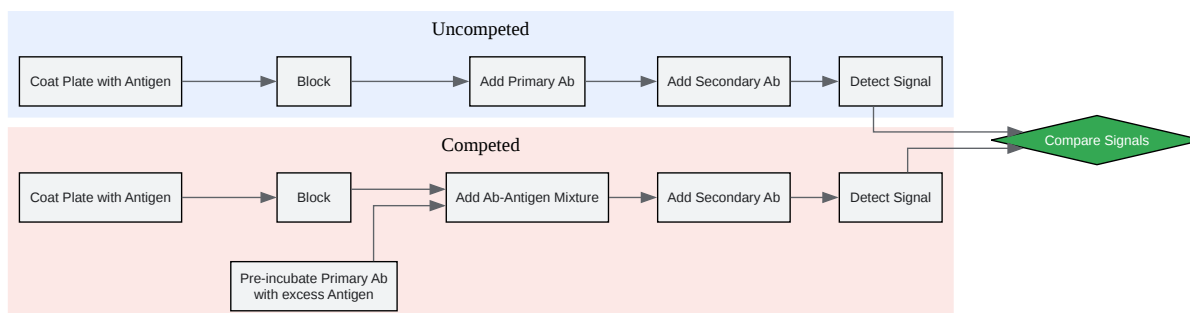 Uncompeted
Coat Plate with Antigen
Block
Add Primary Ab
Add Secondary Ab
Detect Signal
Compare Signals
Competed
Coat Plate with Antigen
Block
Add Ab-Antigen Mixture
Add Secondary Ab
Detect Signal
Pre-incubate Primary Ab
with excess Antigen